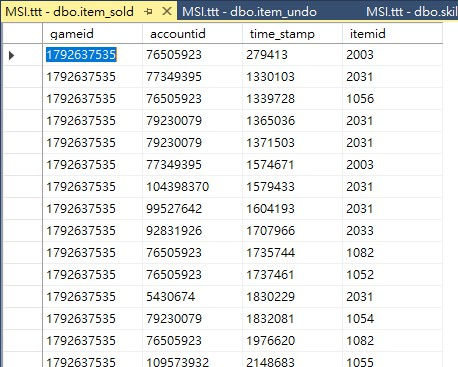 MSI.ttt - dbo.item_sold MSI.ttt - dbo.item_undo MSI.ttt - dbo.skil
gameid accountid time_stamp itemid
1792637535 76505923 279413 2003
1792637535 77349395 1330103 2031
1792637535 76505923 1339728 1056
1792637535 79230079 1365036 2031
1792637535 79230079 1371503 2031
1792637535 77349395 1574671 2003
1792637535 104398370 1579433 2031
1792637535 99527642 1604193 2031
1792637535 92831926 1707966 2033
1792637535 76505923 1735744 1082
1792637535 76505923 1737461 1052
1792637535 5430674 1830229 2031
1792637535 79230079 1832081 1054
1792637535 76505923 1976620 1082
1792637535 109573932 2148683 1055